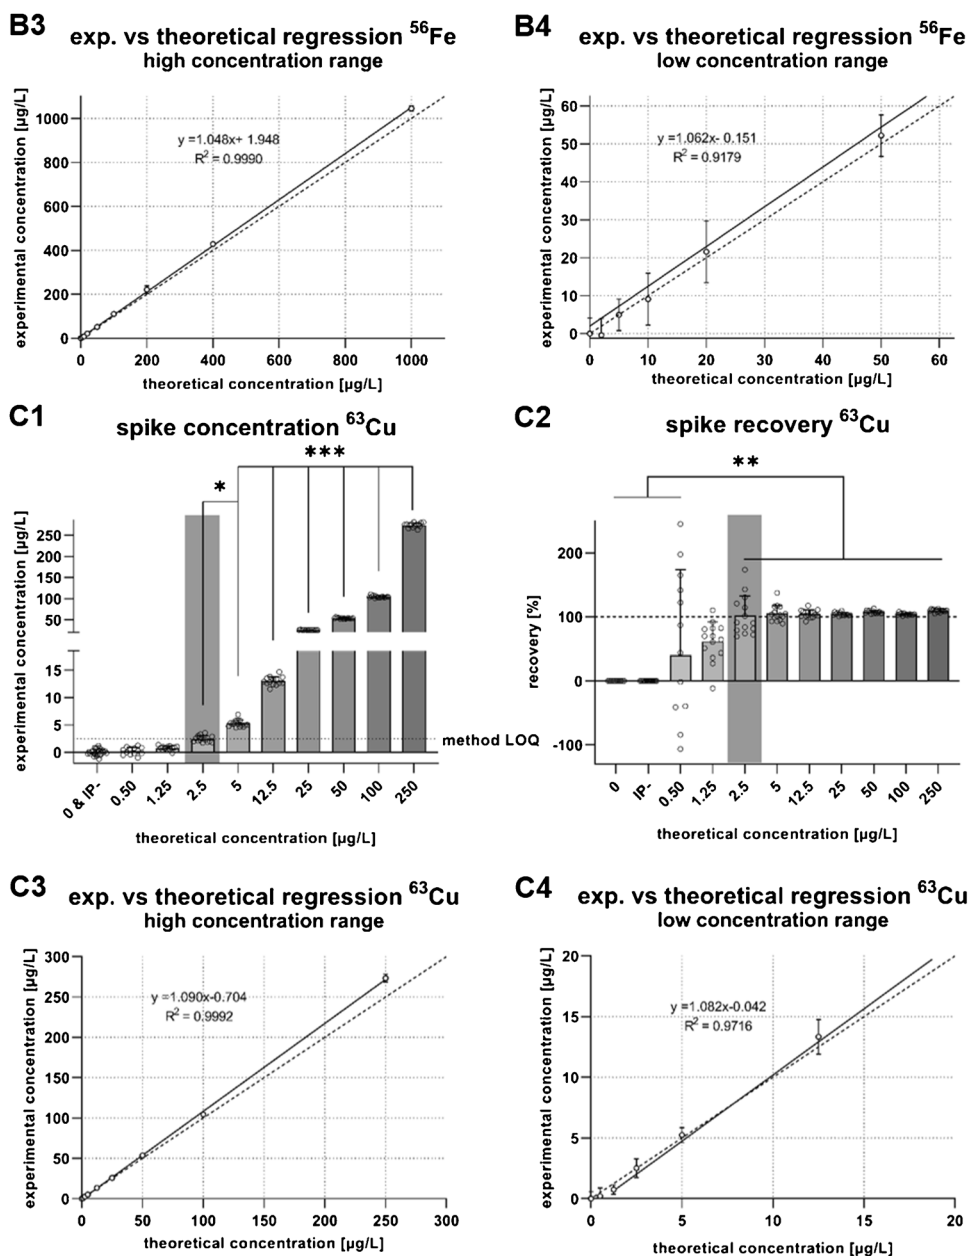 B3
exp. vs theoretical regression ⁵⁶Fe
high concentration range
experimental concentration [µg/L]
1000
800
600
400
200
0
y =1.048x+ 1.948
R² = 0.9990
0 200 400 600 800 1000
theoretical concentration [µg/L]
B4
exp. vs theoretical regression ⁵⁶Fe
low concentration range
experimental concentration [µg/L]
60
50
40
30
20
10
0
y =1.062x- 0.151
R² = 0.9179
0 10 20 30 40 50 60
theoretical concentration [µg/L]
C1
spike concentration ⁶³Cu
experimental concentration [µg/L]
*
***
250
200
150
100
50
15
10
5
0
method LOQ
0 & IP- 0.50 1.25 2.5 5 12.5 25 50 100 250
theoretical concentration [µg/L]
C2
spike recovery ⁶³Cu
**
recovery [%]
200
100
0
-100
0 IP- 0.50 1.25 2.5 5 12.5 25 50 100 250
theoretical concentration [µg/L]
C3
exp. vs theoretical regression ⁶³Cu
high concentration range
experimental concentration [µg/L]
300
250
200
150
100
50
0
y =1.090x-0.704
R² = 0.9992
0 50 100 150 200 250 300
theoretical concentration [µg/L]
C4
exp. vs theoretical regression ⁶³Cu
low concentration range
experimental concentration [µg/L]
20
15
10
5
0
y =1.082x-0.042
R² = 0.9716
0 5 10 15 20
theoretical concentration [µg/L]